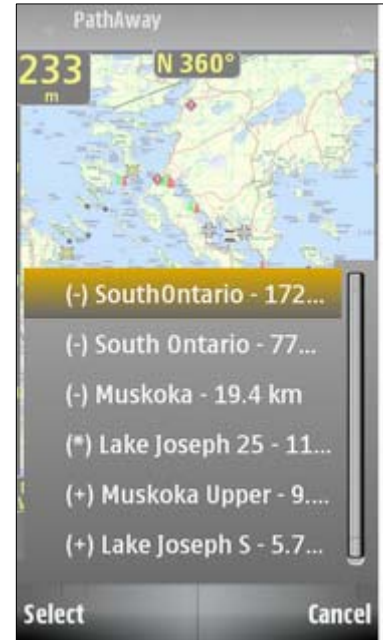 PathAway
233
m
N 360°
(-) SouthOntario - 172...
(-) South Ontario - 77...
(-) Muskoka - 19.4 km
(*) Lake Joseph 25 - 11...
(+) Muskoka Upper - 9....
(+) Lake Joseph S - 5.7...
Select
Cancel